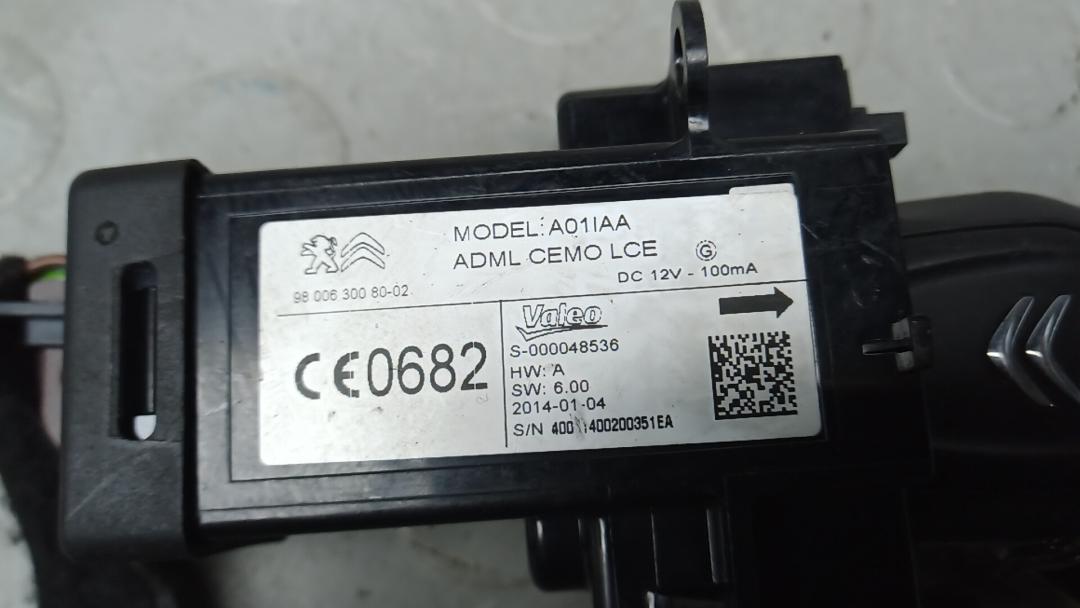 MODEL: A01IAA
ADML CEMO LCE G
DC 12V - 100mA
98 006 300 80-02
CE0682
Valeo
S-000048536
HW: A
SW: 6.00
2014-01-04
S/N